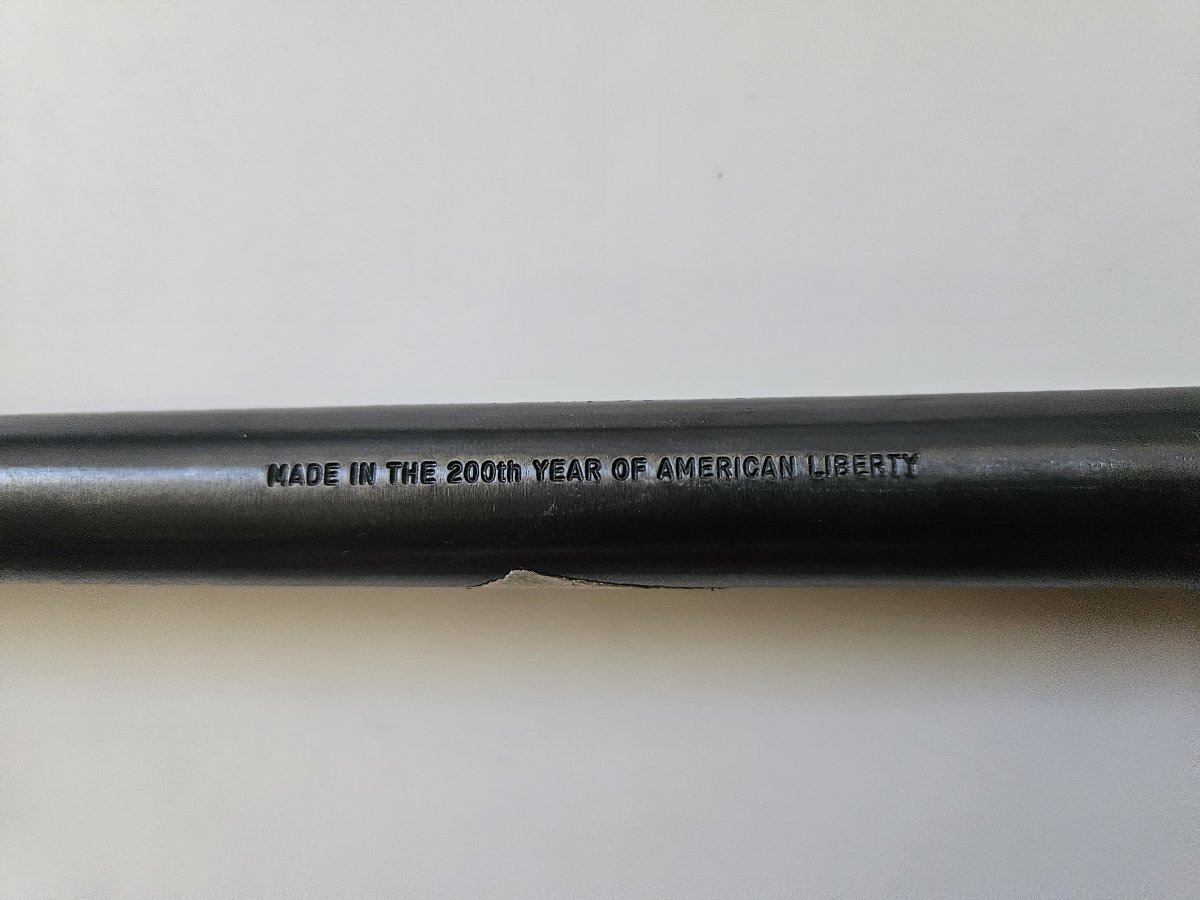 MADE IN THE 200th YEAR OF AMERICAN LIBERTY